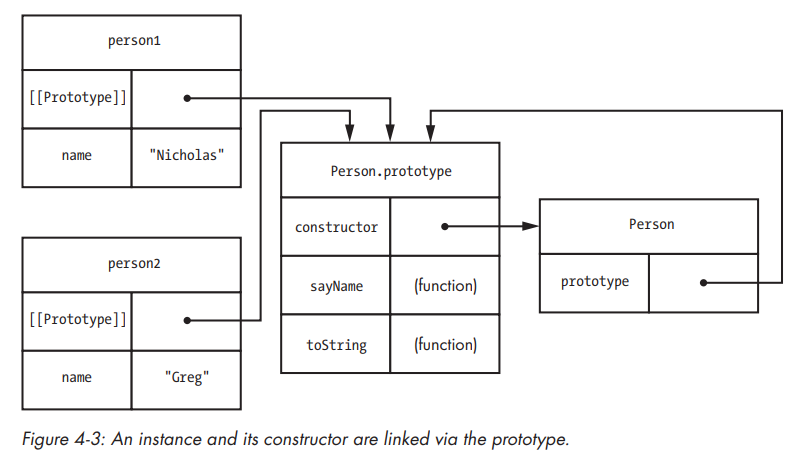 person1
[[Prototype]]
name "Nicholas"
person2
[[Prototype]]
name "Greg"
Person.prototype
constructor
sayName (function)
toString (function)
Person
prototype
Figure 4-3: An instance and its constructor are linked via the prototype.